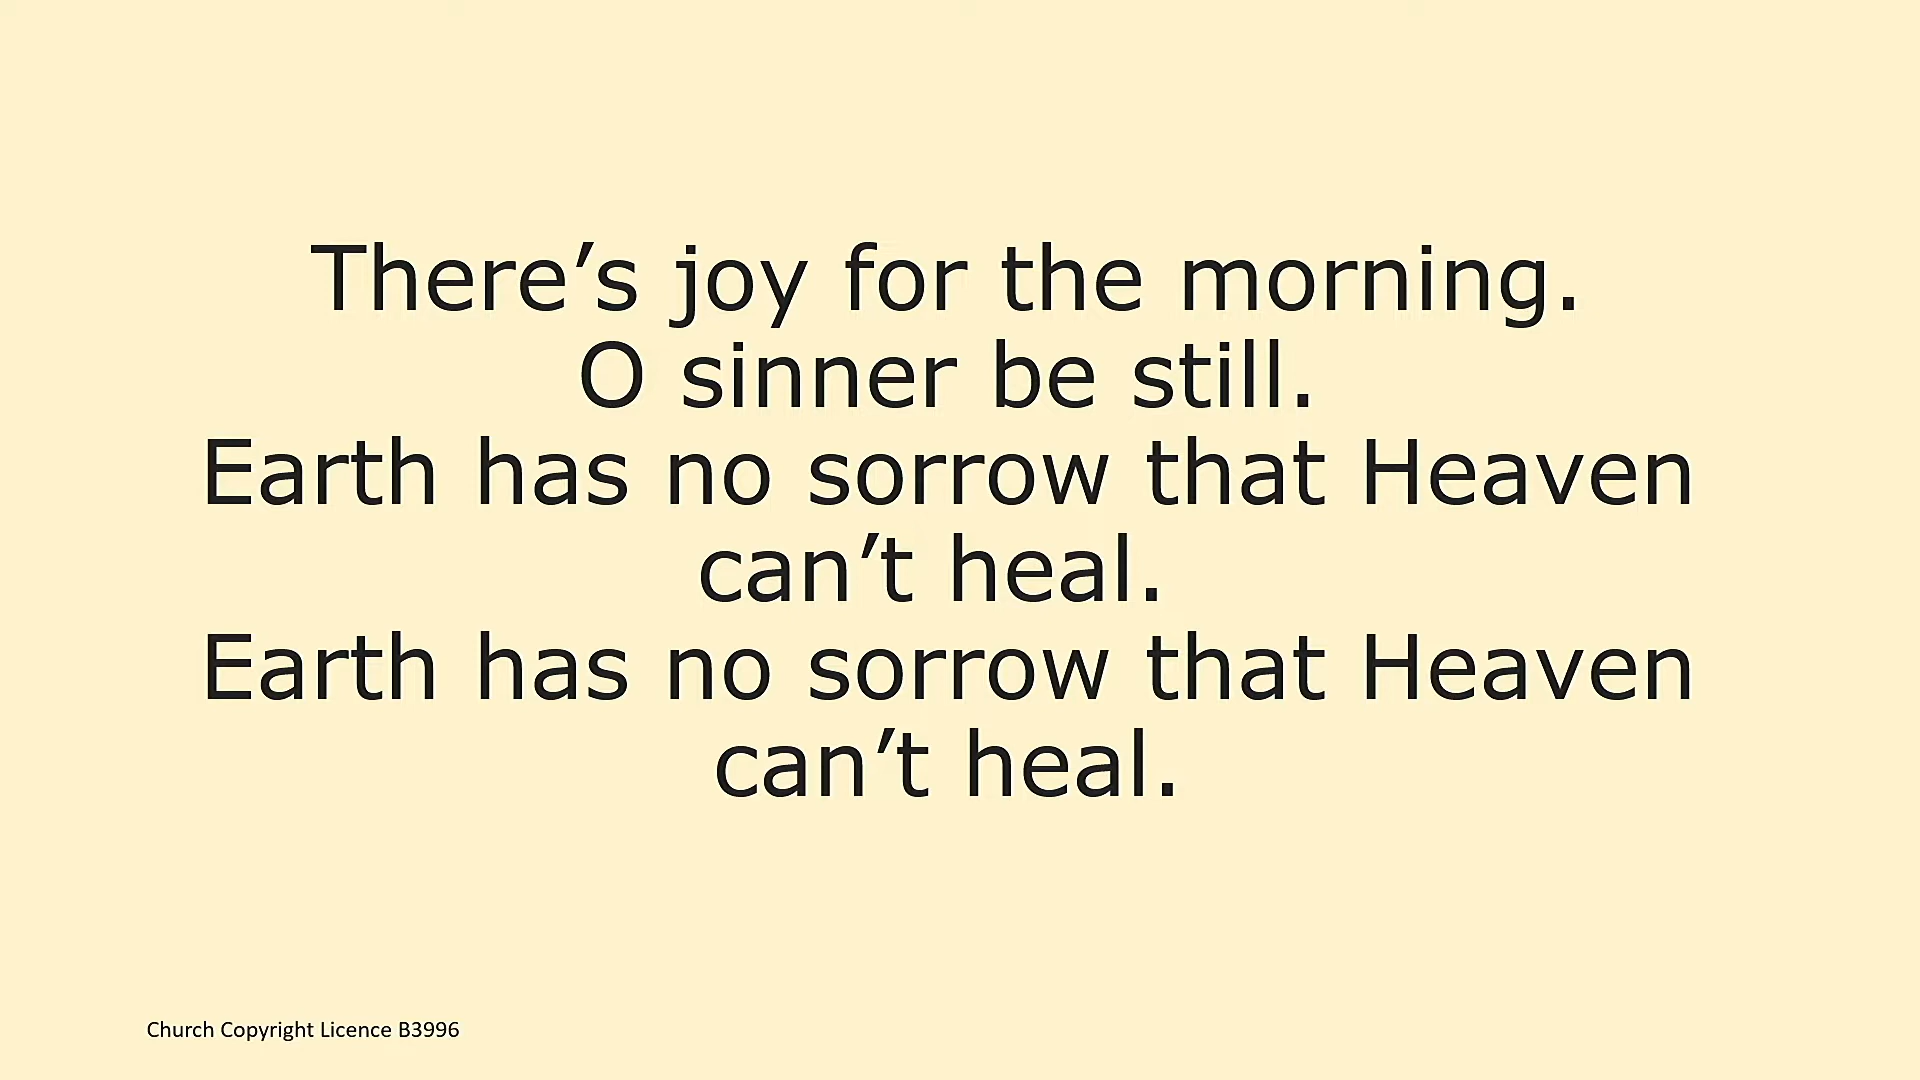 There’s joy for the morning.
O sinner be still.
Earth has no sorrow that Heaven
can’t heal.
Earth has no sorrow that Heaven
can’t heal.
Church Copyright Licence B3996